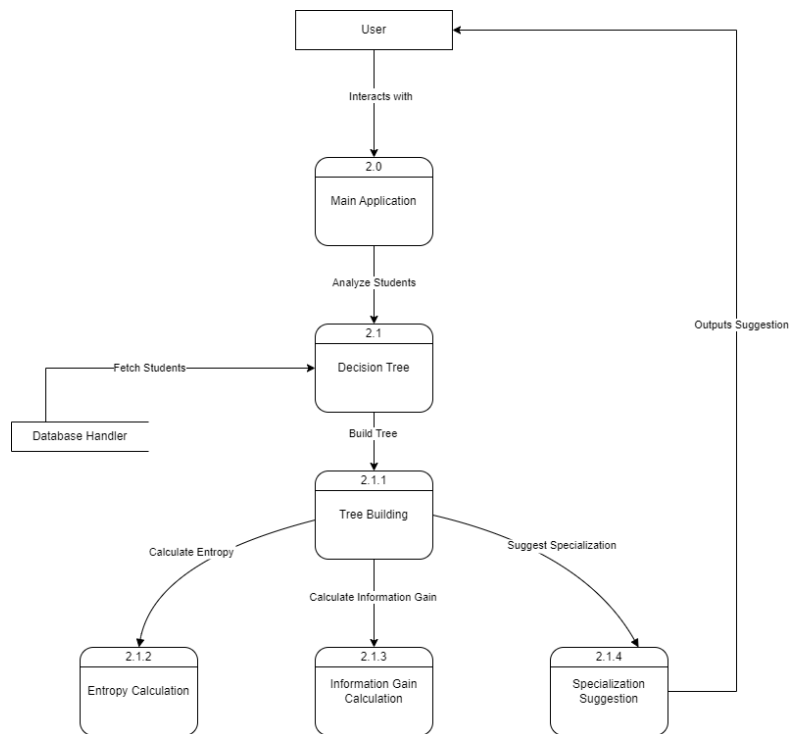 User
Interacts with
2.0
Main Application
Analyze Students
Outputs Suggestion
2.1
Decision Tree
Fetch Students
Database Handler
Build Tree
2.1.1
Tree Building
Calculate Entropy
Suggest Specialization
Calculate Information Gain
2.1.2
Entropy Calculation
2.1.3
Information Gain
Calculation
2.1.4
Specialization
Suggestion